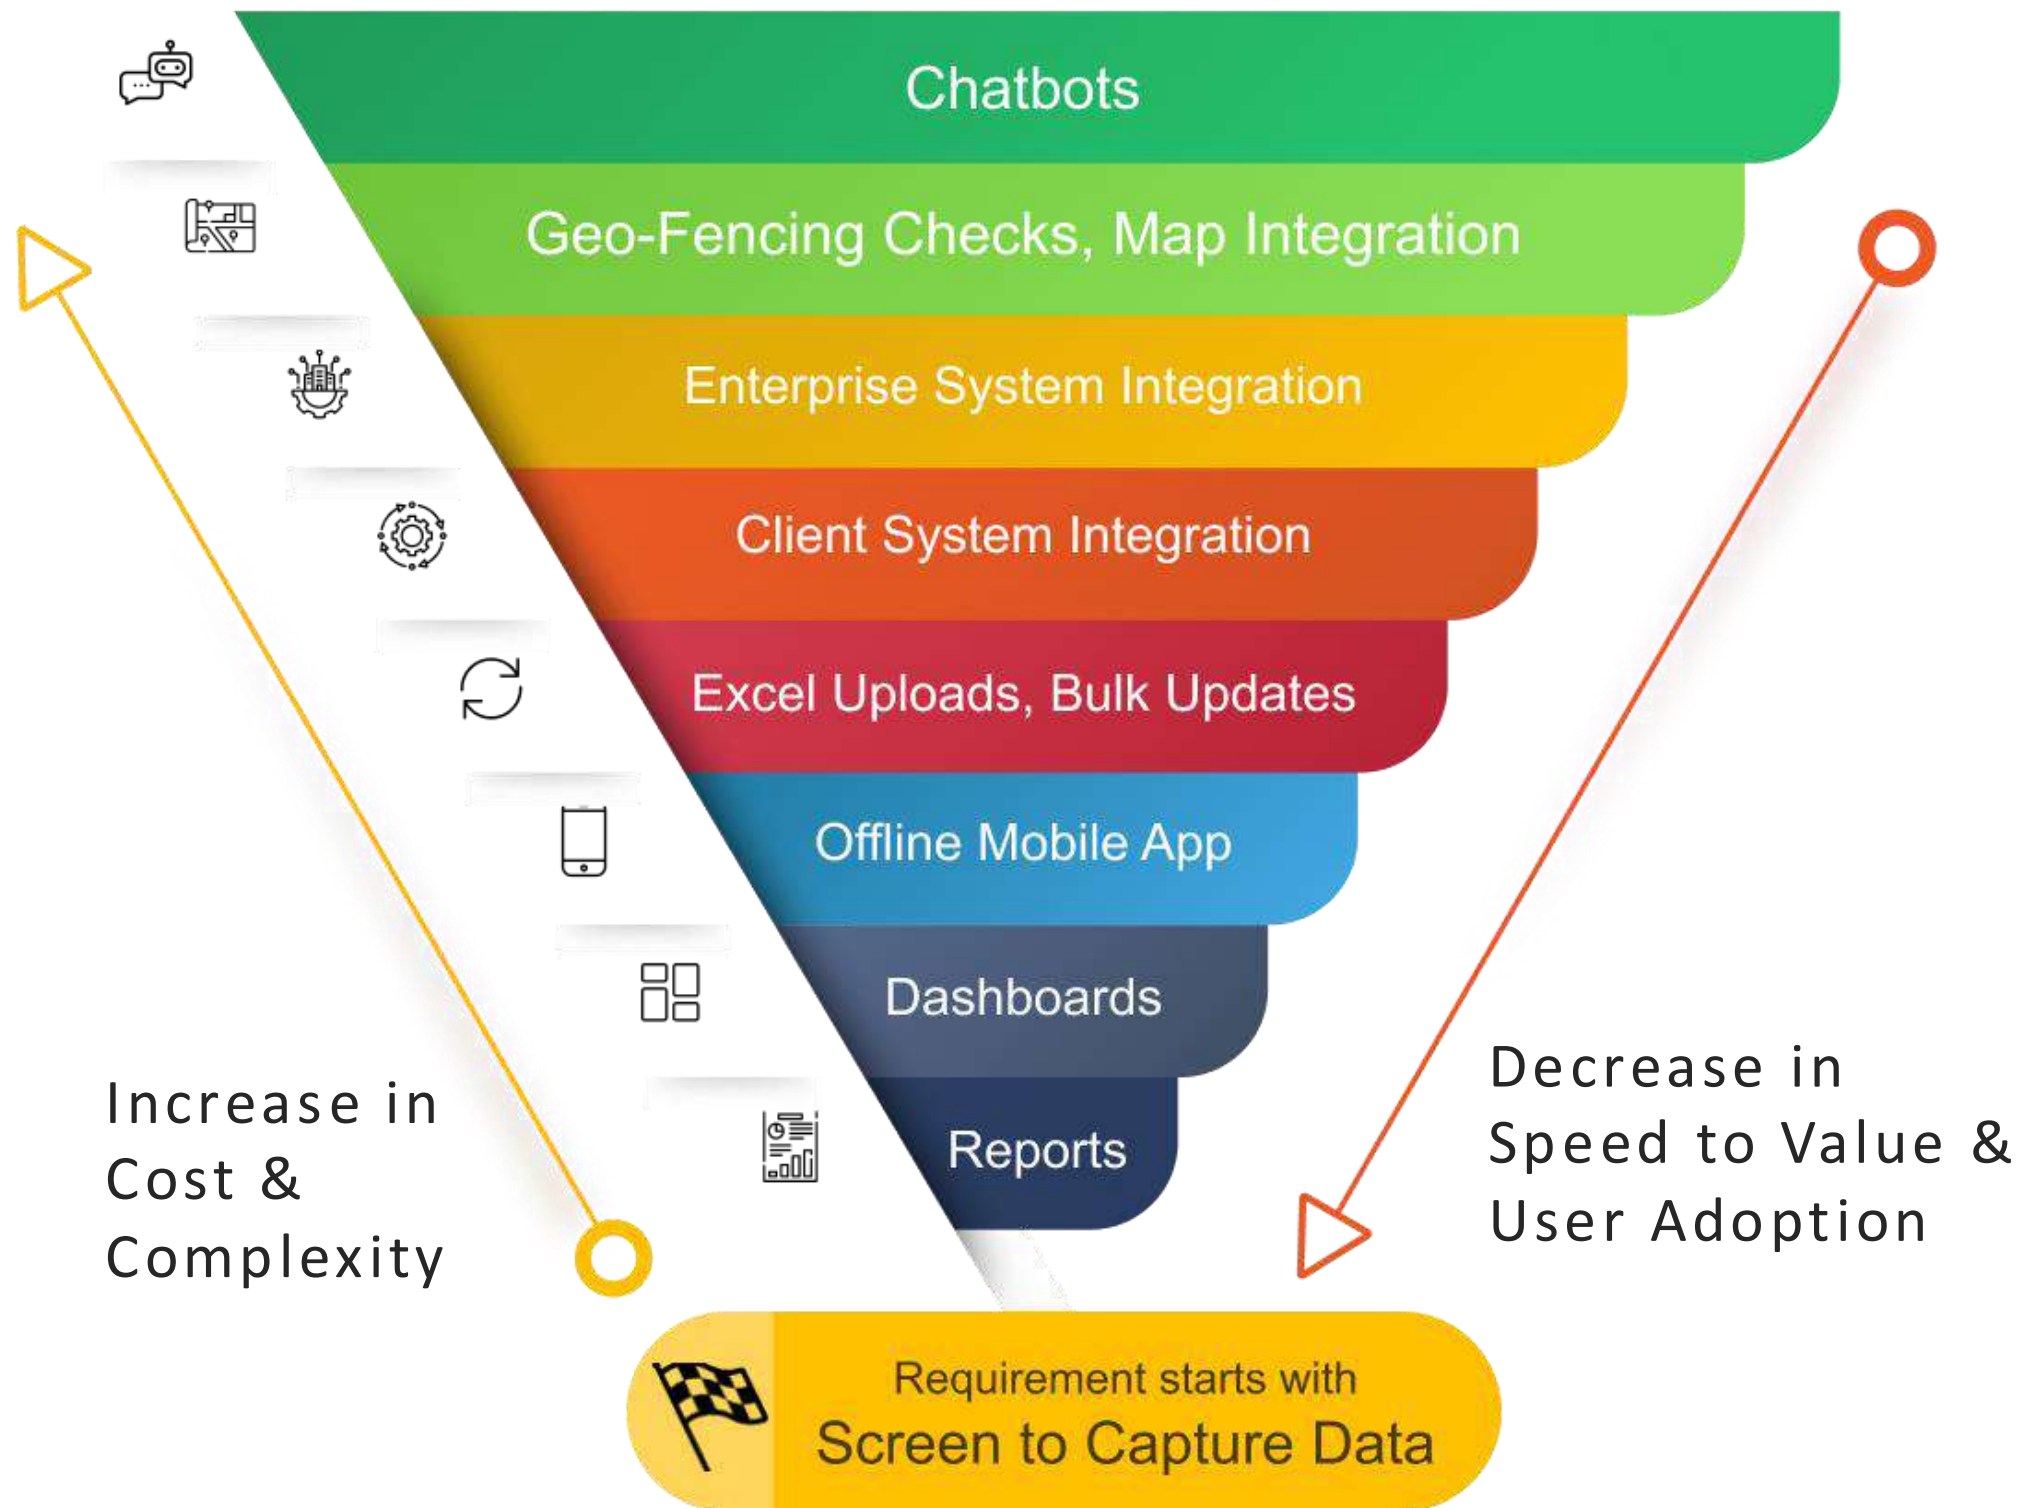 Chatbots
Geo-Fencing Checks, Map Integration
Enterprise System Integration
Client System Integration
Excel Uploads, Bulk Updates
Offline Mobile App
Dashboards
Reports
Increase in
Cost &
Complexity
Decrease in
Speed to Value &
User Adoption
Requirement starts with
Screen to Capture Data